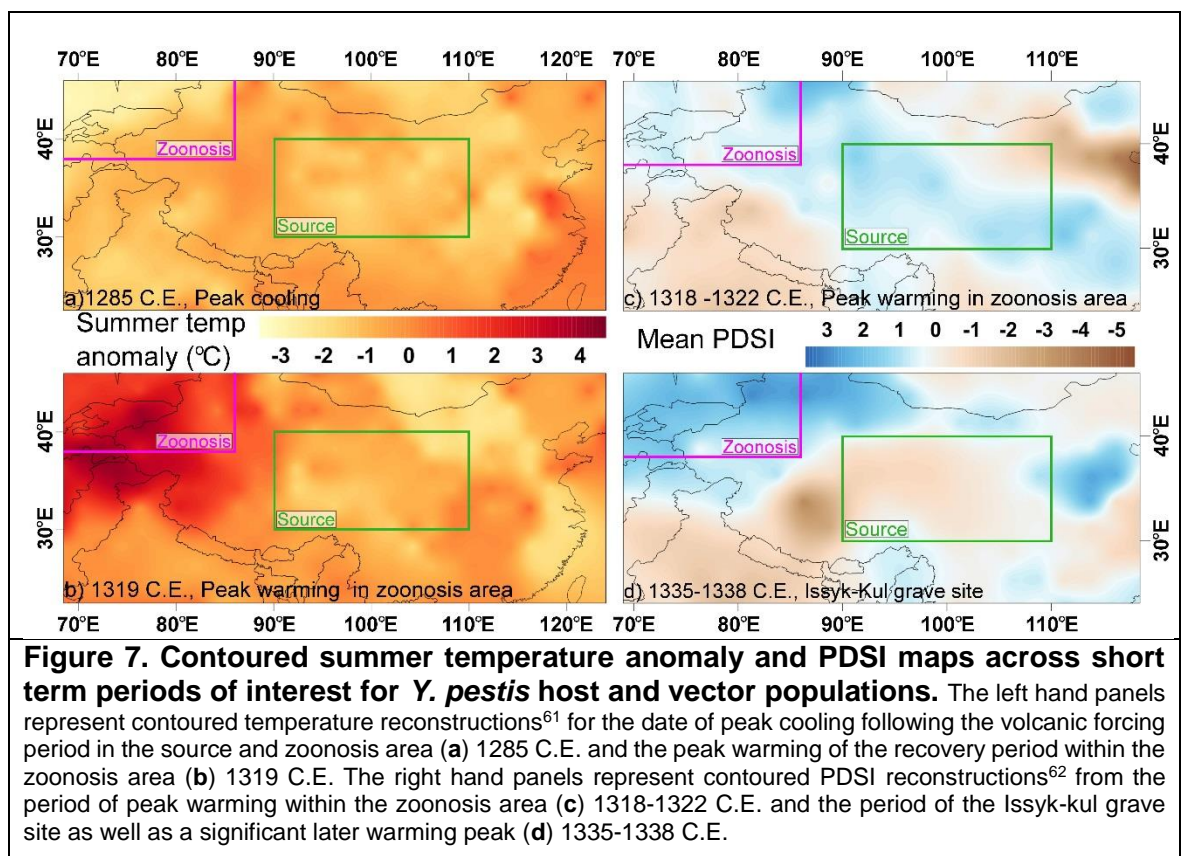 70°E 80°E 90°E 100°E 110°E 120°E 70°E 80°E 90°E 100°E 110°E
40°E
30°E
Zoonosis
Source
a)1285 C.E., Peak cooling
Zoonosis
Source
c) 1318 -1322 C.E., Peak warming in zoonosis area
40°E
30°E
Summer temp
anomaly (°C)
-3 -2 -1 0 1 2 3 4
Mean PDSI
3 2 1 0 -1 -2 -3 -4 -5
40°E
30°E
Zoonosis
Source
b) 1319 C.E., Peak warming in zoonosis area
Zoonosis
Source
d) 1335-1338 C.E., Issyk-Kul grave site
40°E
30°E
70°E 80°E 90°E 100°E 110°E 120°E 70°E 80°E 90°E 100°E 110°E
Figure 7. Contoured summer temperature anomaly and PDSI maps across short
term periods of interest for Y. pestis host and vector populations. The left hand panels
represent contoured temperature reconstructions⁶¹ for the date of peak cooling following the volcanic forcing
period in the source and zoonosis area (a) 1285 C.E. and the peak warming of the recovery period within the
zoonosis area (b) 1319 C.E. The right hand panels represent contoured PDSI reconstructions⁶² from the
period of peak warming within the zoonosis area (c) 1318-1322 C.E. and the period of the Issyk-kul grave
site as well as a significant later warming peak (d) 1335-1338 C.E.